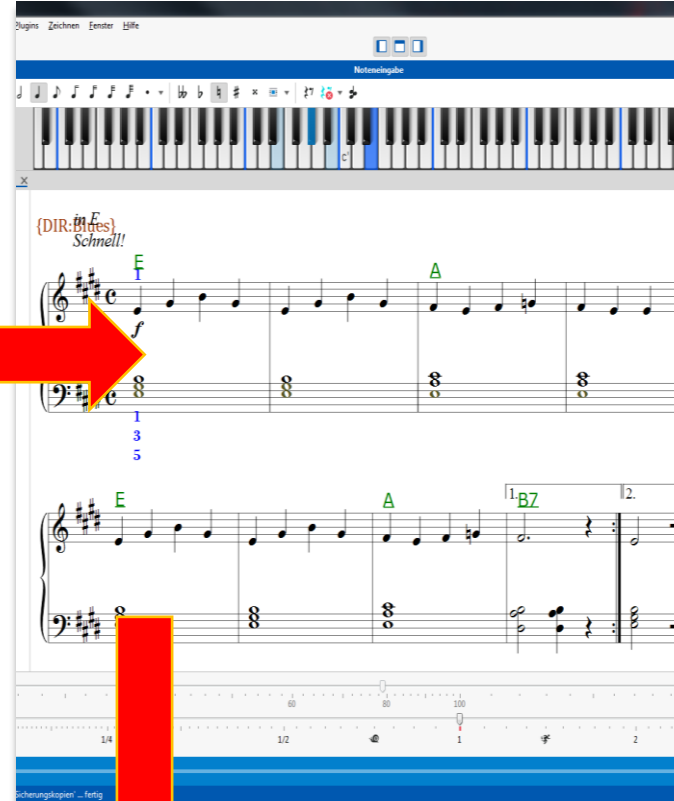 Plugins Zeichnen Fenster Hilfe
Noteneingabe
c'
x
{DIR:Blues}
in E
Schnell!
E
A
1
f
1
3
5
E
A
1. B7
2.
60 80 100
1/4 1/2 1 2
Sicherungskopien' ... fertig